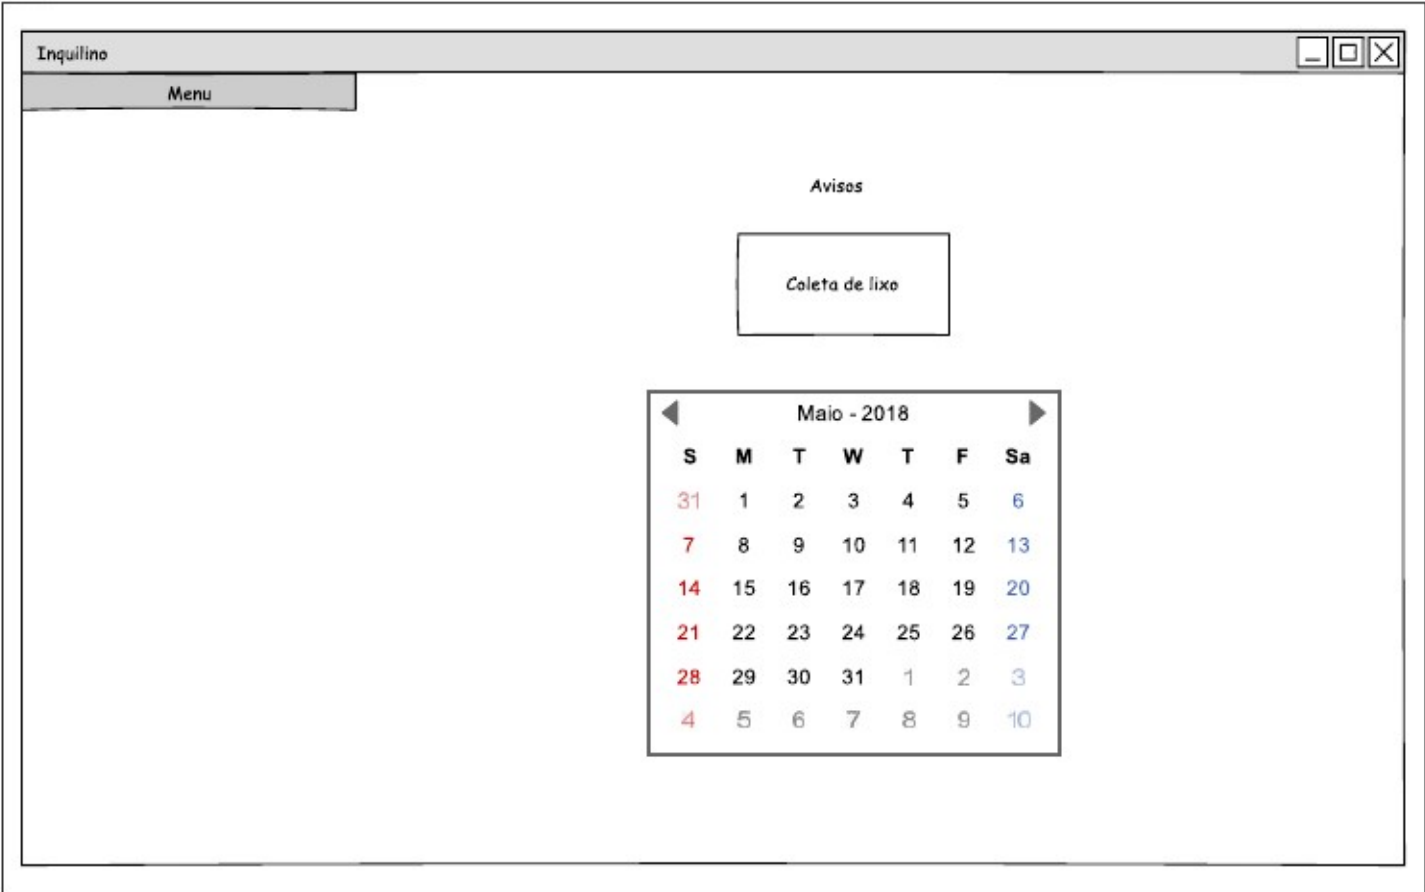 Inquilino
Menu
Avisos
Coleta de lixo
Maio - 2018
S M T W T F Sa
31 1 2 3 4 5 6
7 8 9 10 11 12 13
14 15 16 17 18 19 20
21 22 23 24 25 26 27
28 29 30 31 1 2 3
4 5 6 7 8 9 10